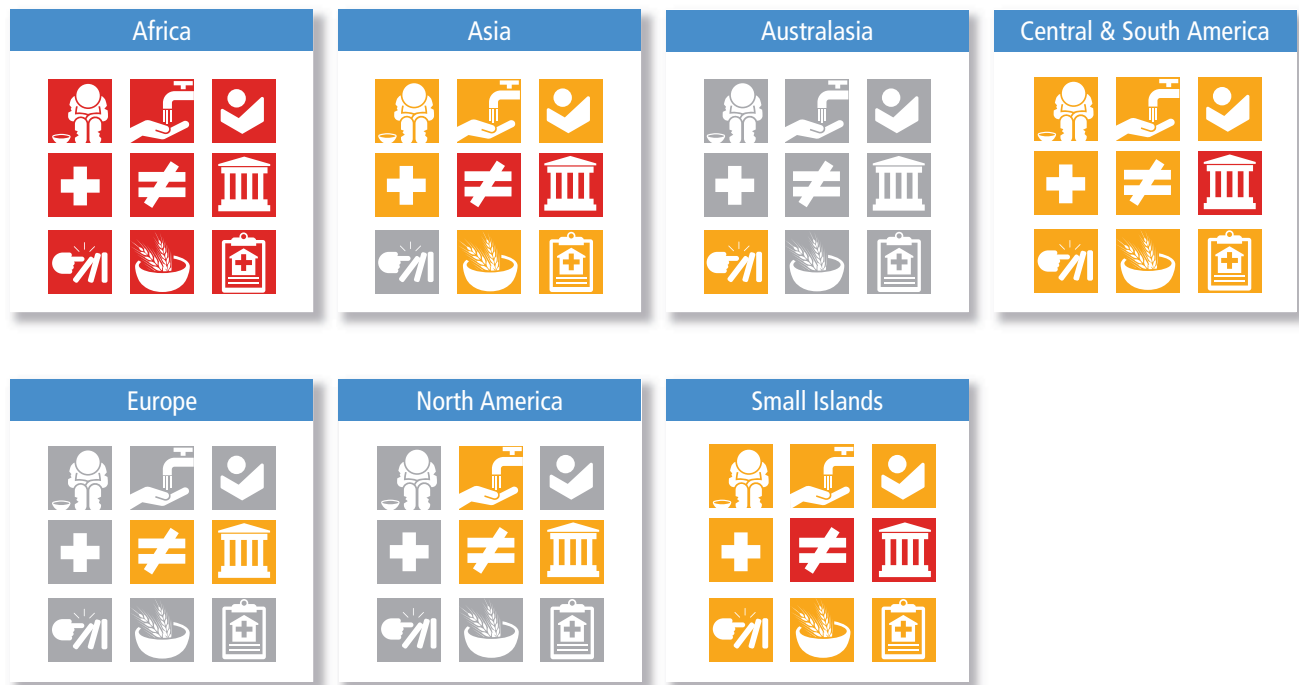 Africa
Asia
Australasia
Central & South America
Europe
North America
Small Islands